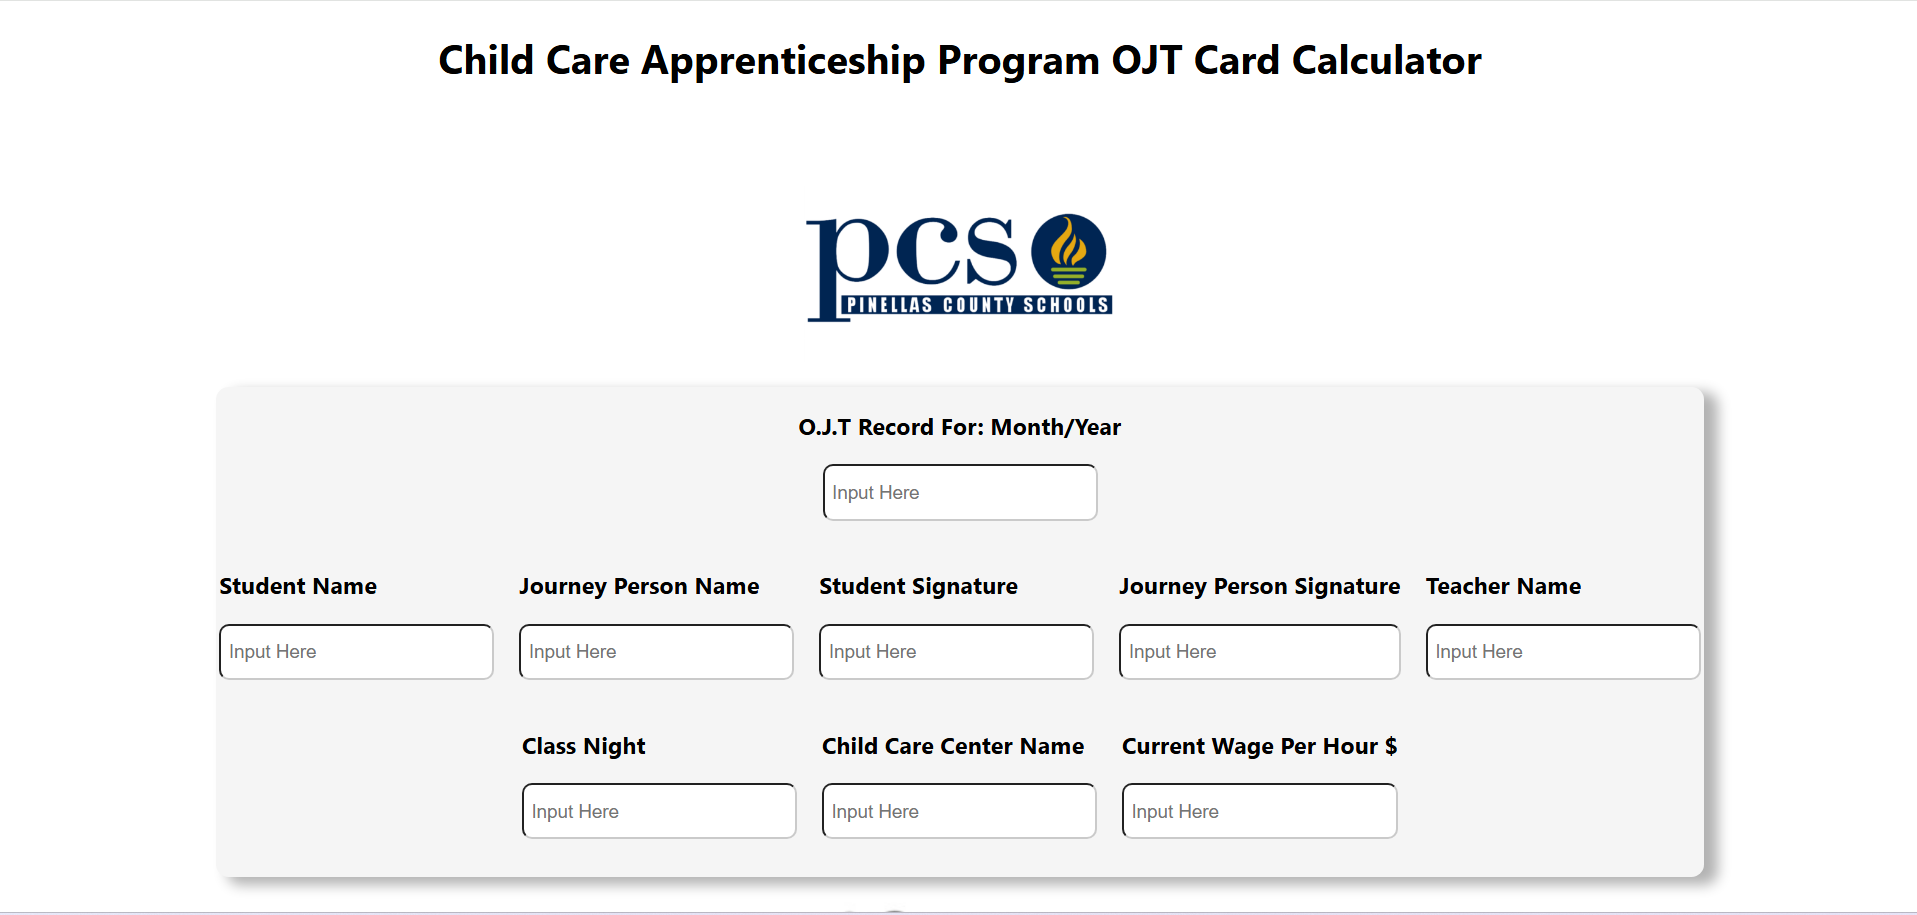 Child Care Apprenticeship Program OJT Card Calculator
pcs
PINELLAS COUNTY SCHOOLS
O.J.T Record For: Month/Year
Input Here
Student Name Journey Person Name Student Signature Journey Person Signature Teacher Name
Input Here Input Here Input Here Input Here Input Here
Class Night Child Care Center Name Current Wage Per Hour $
Input Here Input Here Input Here